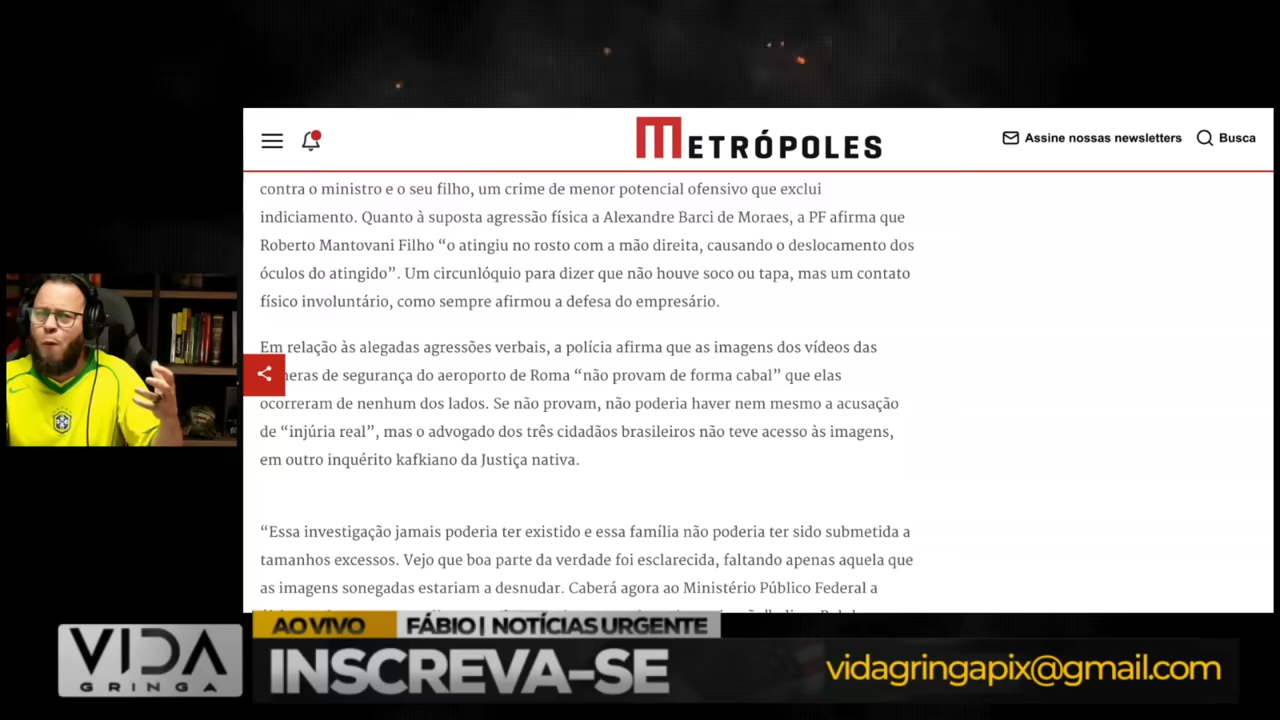 METRÓPOLES
Assine nossas newsletters
Busca
contra o ministro e o seu filho, um crime de menor potencial ofensivo que exclui
indiciamento. Quanto à suposta agressão física a Alexandre Barci de Moraes, a PF afirma que
Roberto Mantovani Filho “o atingiu no rosto com a mão direita, causando o deslocamento dos
óculos do atingido”. Um circunlóquio para dizer que não houve soco ou tapa, mas um contato
físico involuntário, como sempre afirmou a defesa do empresário.
Em relação às alegadas agressões verbais, a polícia afirma que as imagens dos vídeos das
de segurança do aeroporto de Roma “não provam de forma cabal” que elas
ocorreram de nenhum dos lados. Se não provam, não poderia haver nem mesmo a acusação
de “injúria real”, mas o advogado dos três cidadãos brasileiros não teve acesso às imagens,
em outro inquérito kafkiano da Justiça nativa.
“Essa investigação jamais poderia ter existido e essa família não poderia ter sido submetida a
tamanhos excessos. Vejo que boa parte da verdade foi esclarecida, faltando apenas aquela que
as imagens sonegadas estariam a desnudar. Caberá agora ao Ministério Público Federal a
AO VIVO
FÁBIO | NOTÍCIAS URGENTE
VIDA
GRINGA
INSCREVA-SE
vidagringapix@gmail.com